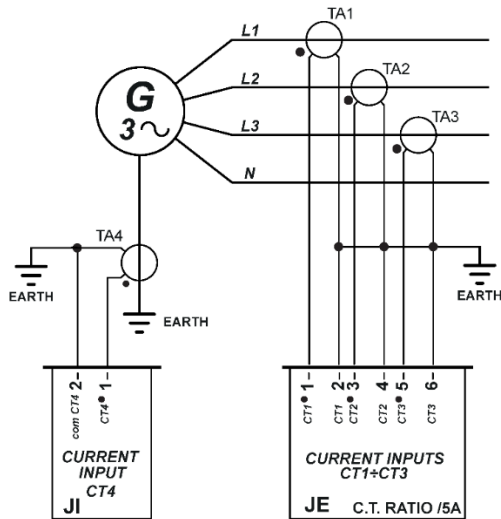 TA1
L1
TA2
L2
G
3
TA3
L3
N
TA4
EARTH
EARTH
EARTH
2 1
com CT4 CT4
1 2 3 4 5 6
CT1 CT1 CT2 CT2 CT3 CT3
CURRENT
INPUT
CT4
CURRENT INPUTS
CT1÷CT3
JI
JE C.T. RATIO /5A